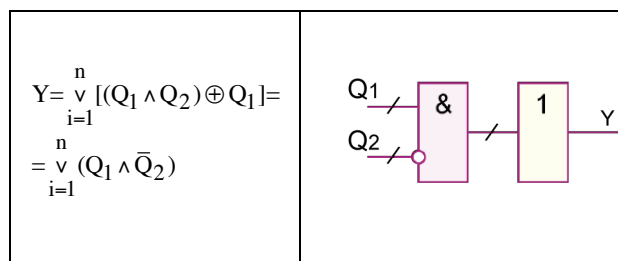 n
Y= ∨ [(Q₁ ∧ Q₂) ⊕ Q₁]=
i=1
n
= ∨ (Q₁ ∧ Q̄₂)
i=1
Q1
&
1
Y
Q2